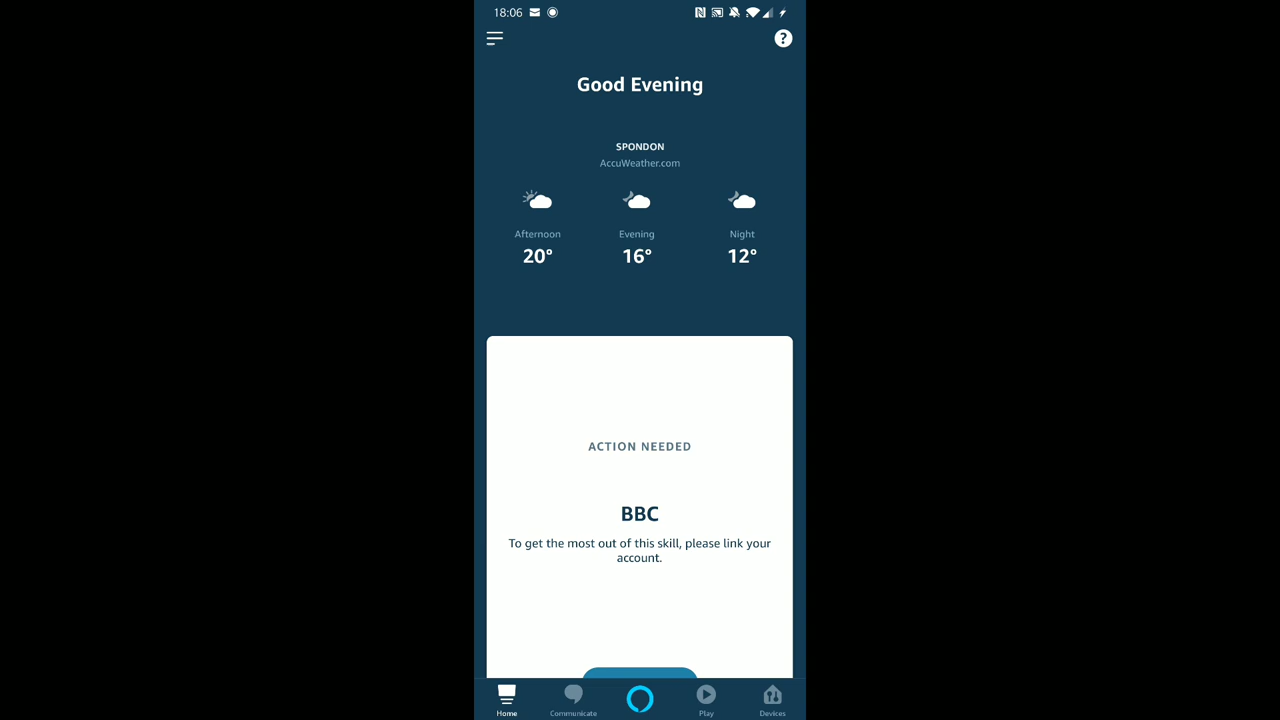 18:06
Good Evening
SPONDON
AccuWeather.com
Afternoon Evening Night
20° 16° 12°
ACTION NEEDED
BBC
To get the most out of this skill, please link your
account.
Home Communicate Play Devices